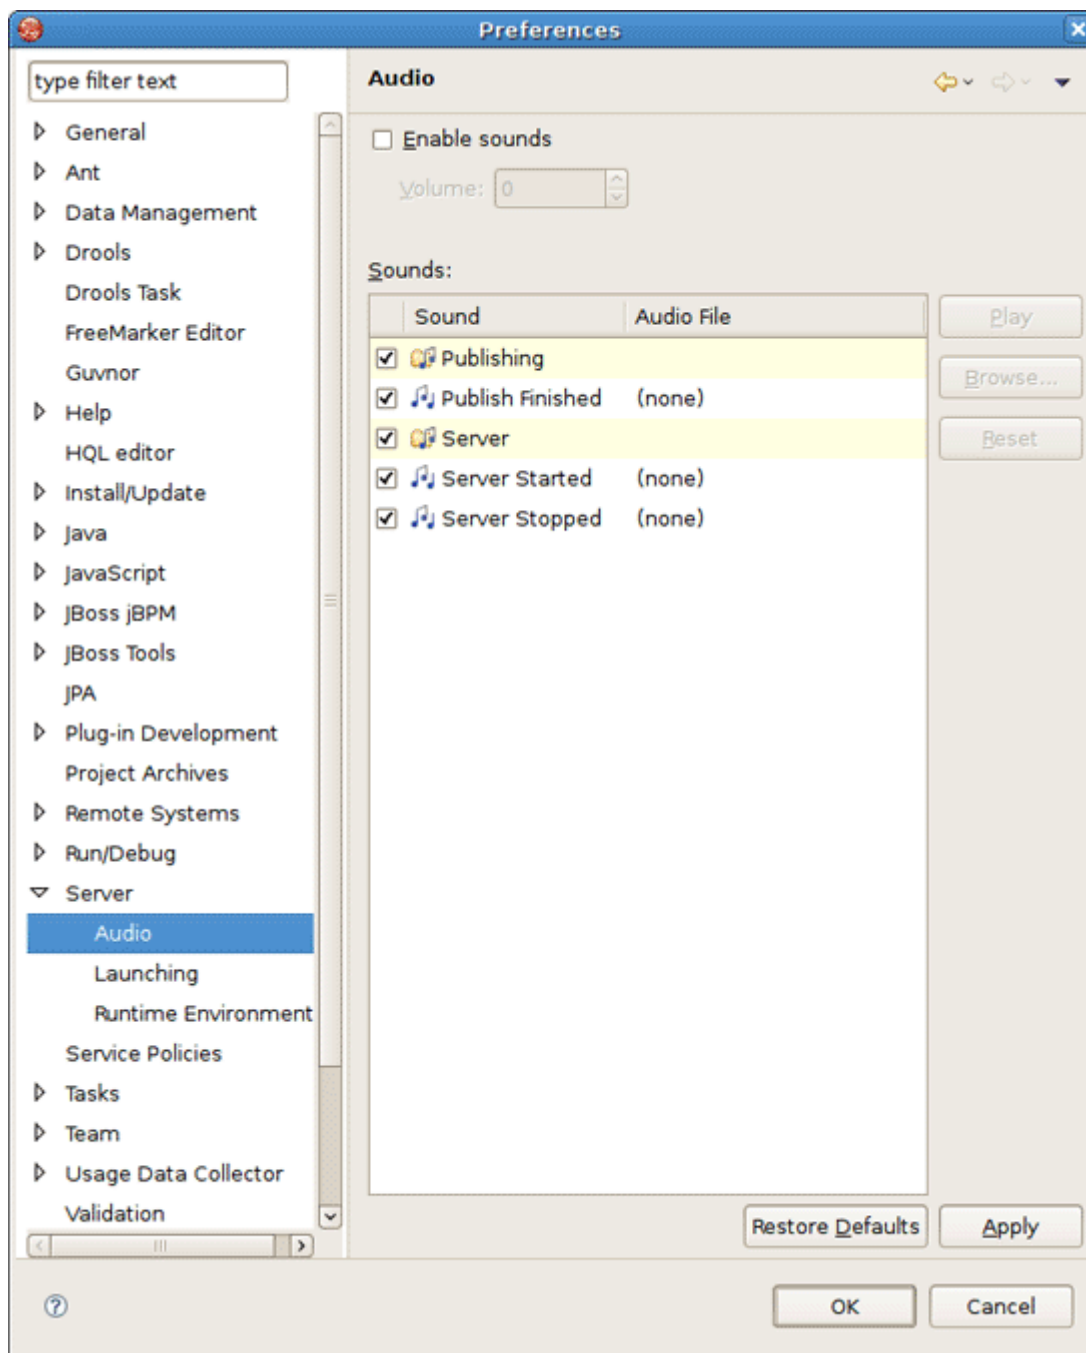 Preferences
type filter text
General
Ant
Data Management
Drools
Drools Task
FreeMarker Editor
Guvnor
Help
HQL editor
Install/Update
Java
JavaScript
JBoss jBPM
JBoss Tools
JPA
Plug-in Development
Project Archives
Remote Systems
Run/Debug
Server
Audio
Launching
Runtime Environment
Service Policies
Tasks
Team
Usage Data Collector
Validation
Audio
Enable sounds
Volume: 0
Sounds:
Sound Audio File
Publishing
Publish Finished (none)
Server
Server Started (none)
Server Stopped (none)
Play
Browse...
Reset
Restore Defaults Apply
OK Cancel